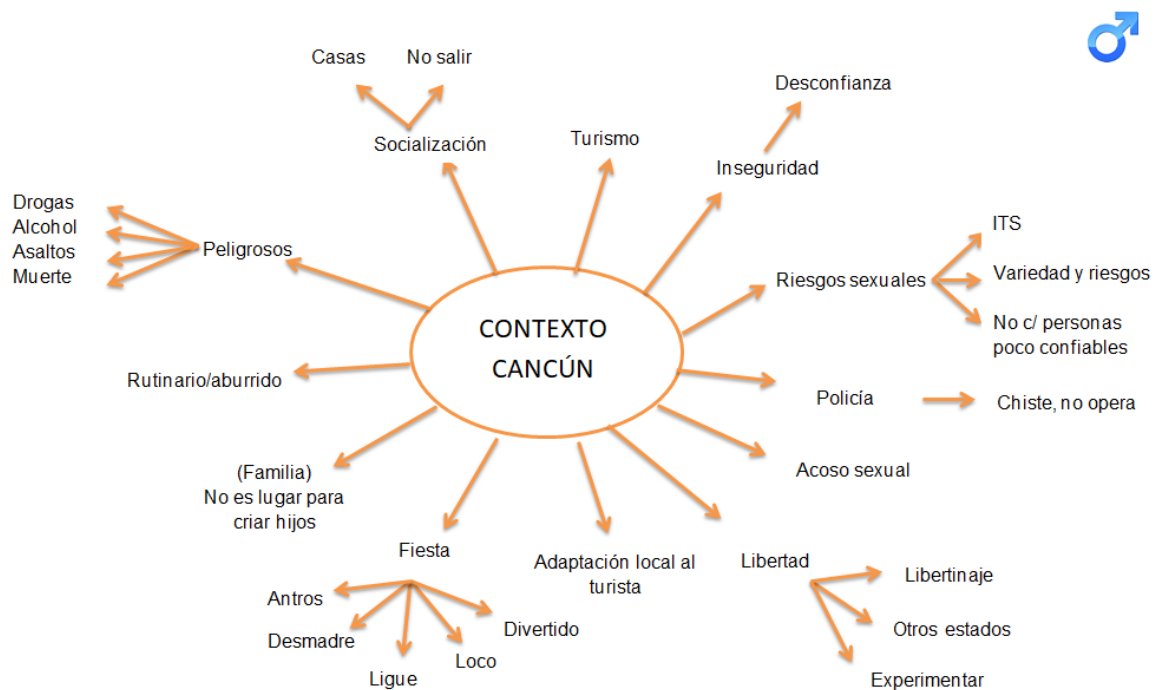 Casas
No salir
Socialización
Turismo
Desconfianza
Inseguridad
Drogas
Alcohol
Asaltos
Muerte
Peligrosos
ITS
Riesgos sexuales
Variedad y riesgos
No c/ personas
poco confiables
CONTEXTO
CANCÚN
Rutinario/aburrido
Policía
Chiste, no opera
(Familia)
No es lugar para
criar hijos
Acoso sexual
Fiesta
Antros
Desmadre
Ligue
Loco
Divertido
Adaptación local al
turista
Libertad
Libertinaje
Otros estados
Experimentar